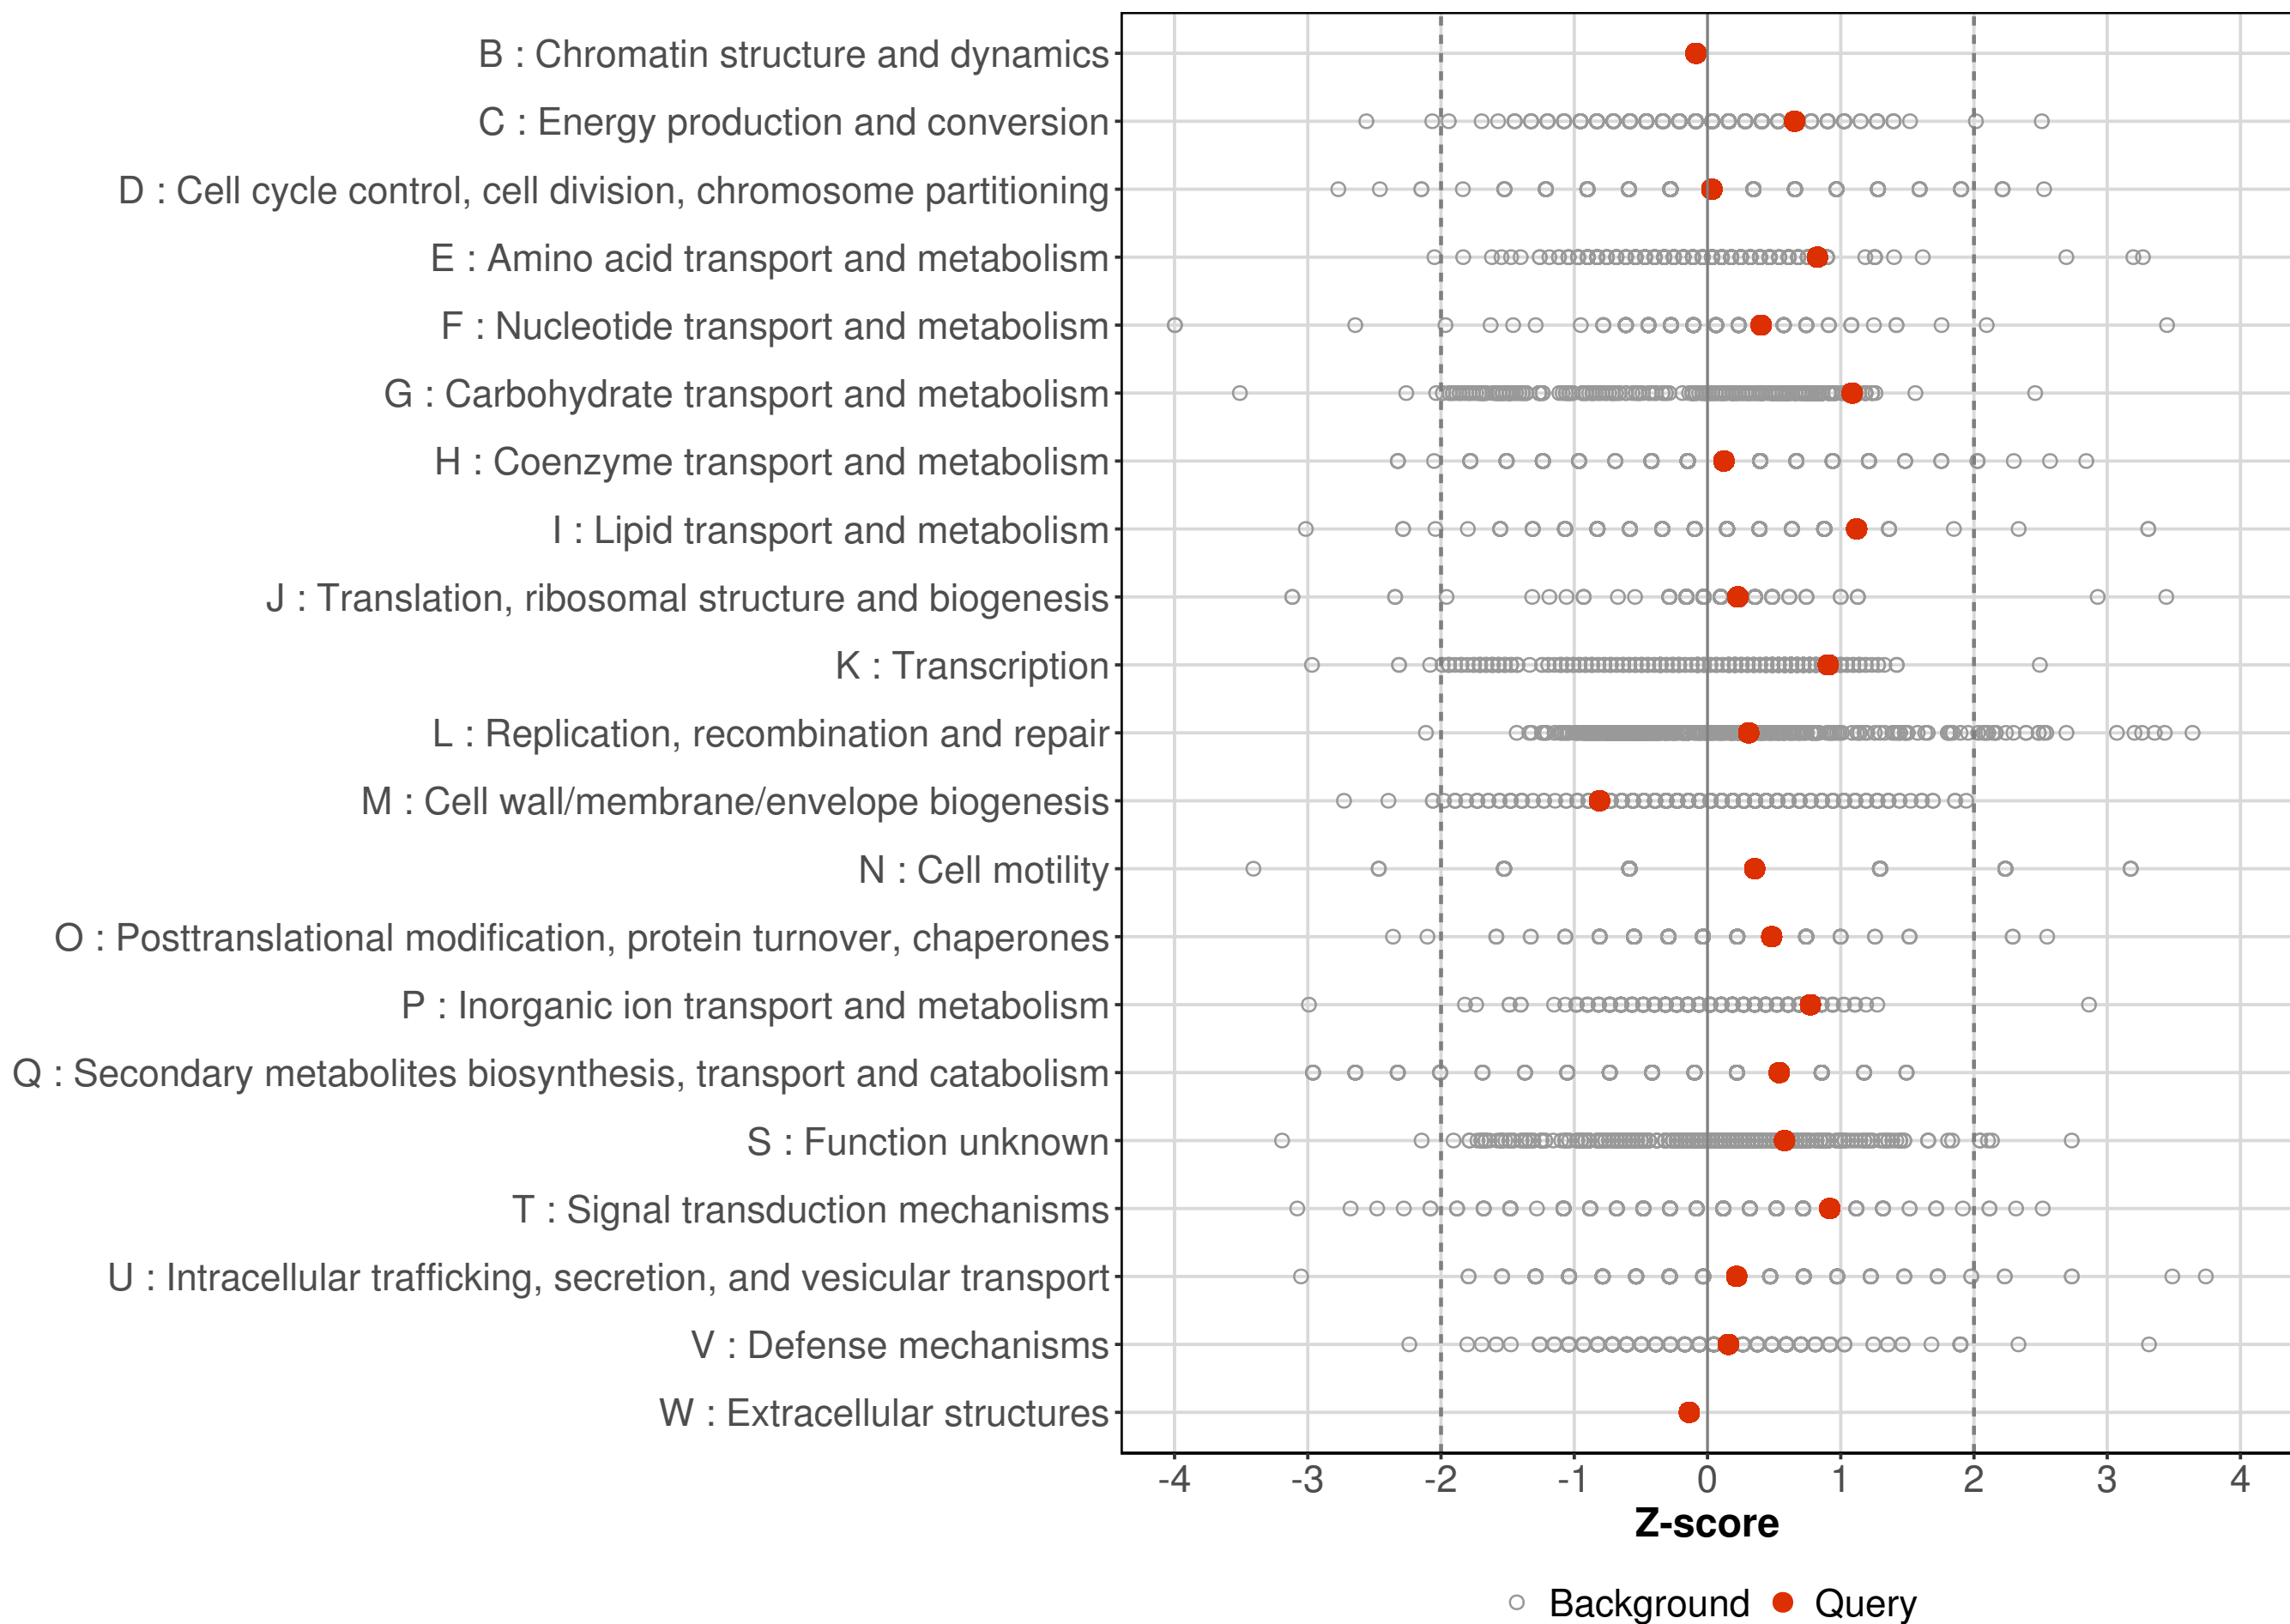 B : Chromatin structure and dynamics
C : Energy production and conversion
D : Cell cycle control, cell division, chromosome partitioning
E : Amino acid transport and metabolism
F : Nucleotide transport and metabolism
G : Carbohydrate transport and metabolism
H : Coenzyme transport and metabolism
I : Lipid transport and metabolism
J : Translation, ribosomal structure and biogenesis
K : Transcription
L : Replication, recombination and repair
M : Cell wall/membrane/envelope biogenesis
N : Cell motility
O : Posttranslational modification, protein turnover, chaperones
P : Inorganic ion transport and metabolism
Q : Secondary metabolites biosynthesis, transport and catabolism
S : Function unknown
T : Signal transduction mechanisms
U : Intracellular trafficking, secretion, and vesicular transport
V : Defense mechanisms
W : Extracellular structures
-4 -3 -2 -1 0 1 2 3 4
Z-score
Background Query